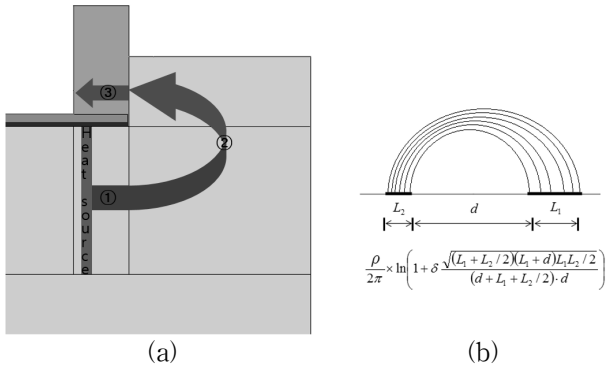 ③
②
①
Heat source
L₂
d
L₁
ρ/2π × ln(1 + δ √((L₁ + L₂/2)(L₁ + d)L₁L₂/2) / (d + L₁ + L₂/2)·d)
(a)
(b)